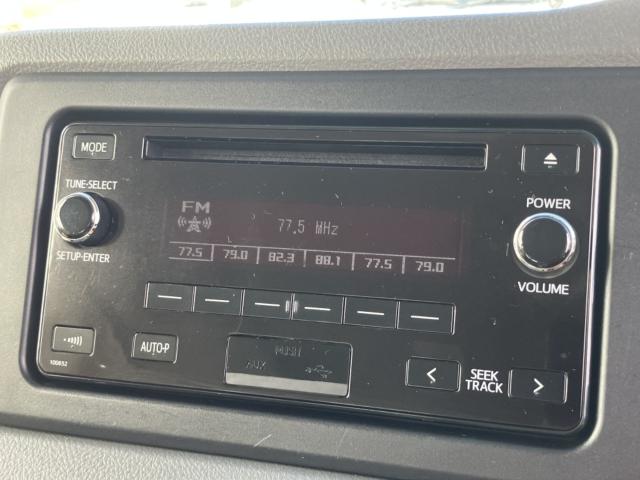 MODE
TUNE-SELECT
POWER
FM
77.5 MHz
77.5 79.0 82.3 88.1 77.5 79.0
SETUP-ENTER
VOLUME
100652
AUTO-P
PUSH
AUX
SEEK
TRACK